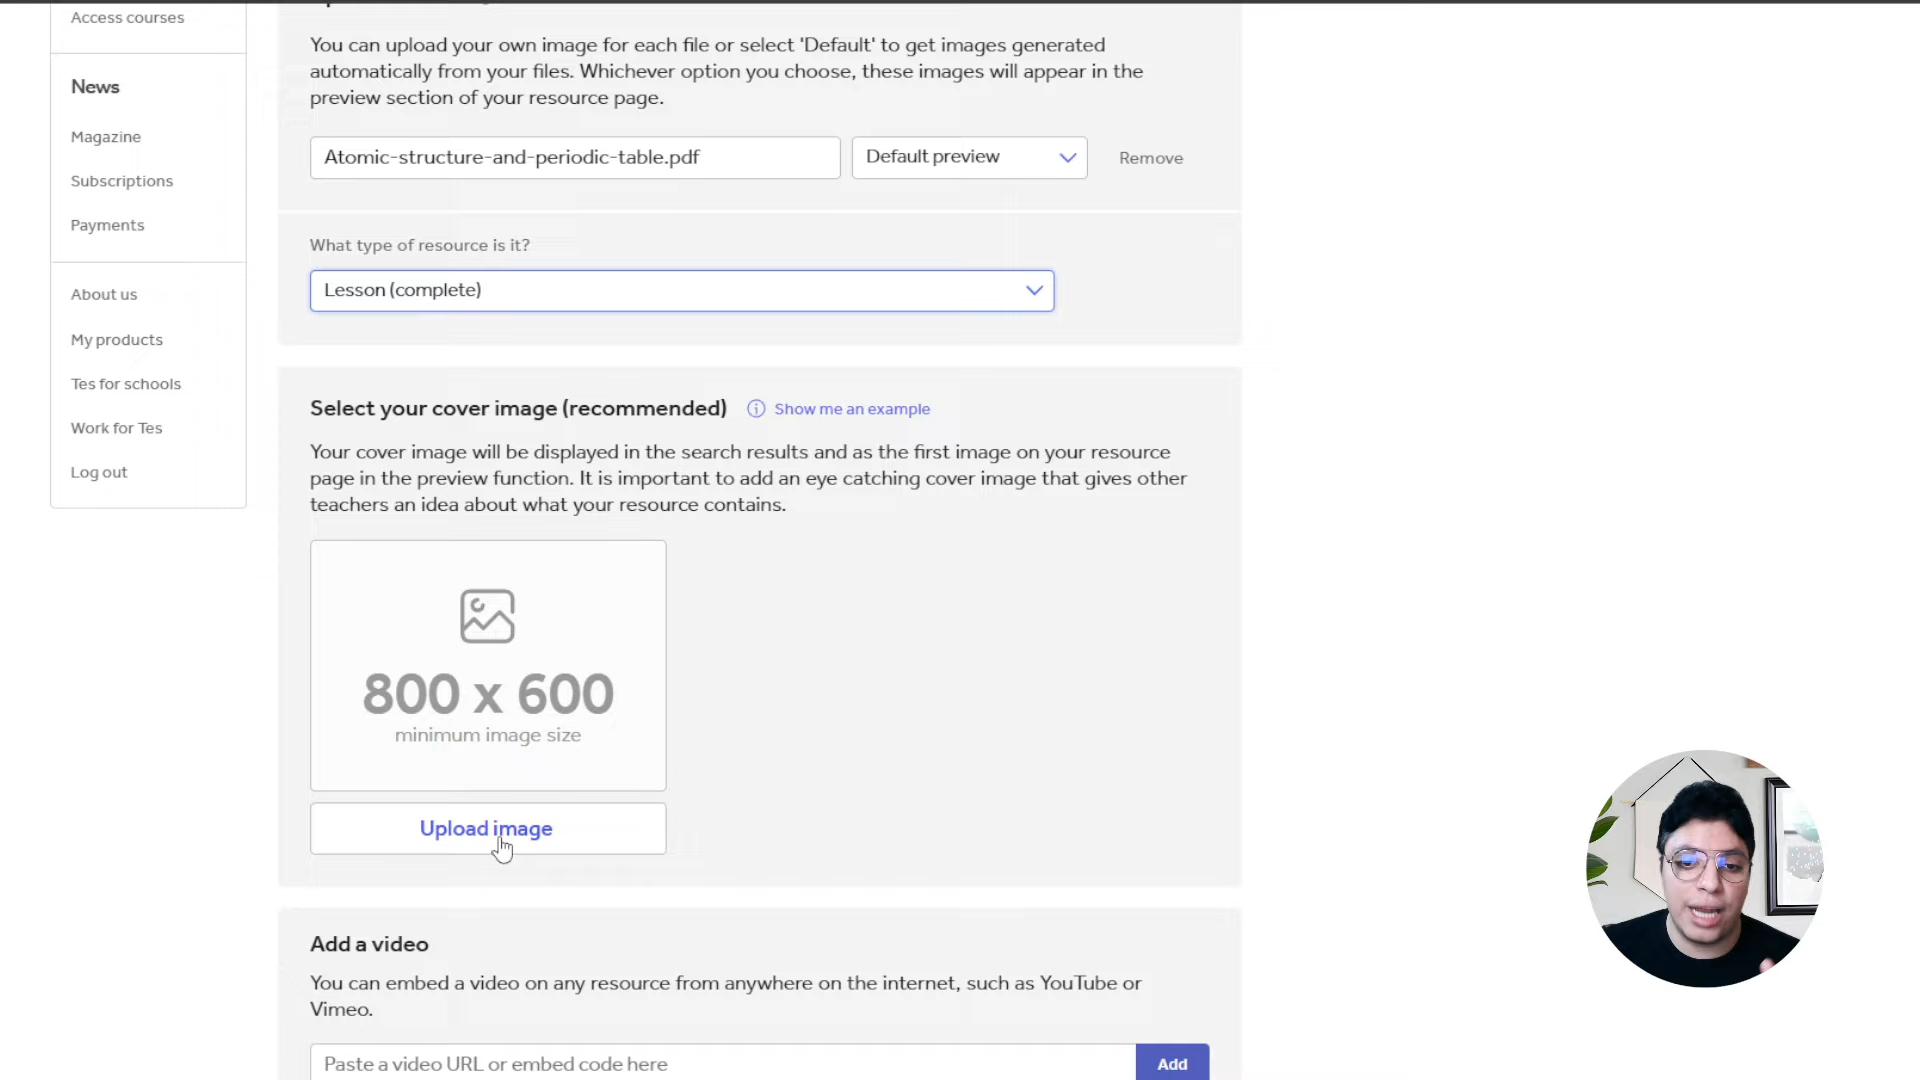 Access courses
News
Magazine
Subscriptions
Payments
About us
My products
Tes for schools
Work for Tes
Log out
You can upload your own image for each file or select 'Default' to get images generated
automatically from your files. Whichever option you choose, these images will appear in the
preview section of your resource page.
Atomic-structure-and-periodic-table.pdf
Default preview
Remove
What type of resource is it?
Lesson (complete)
Select your cover image (recommended)
Show me an example
Your cover image will be displayed in the search results and as the first image on your resource
page in the preview function. It is important to add an eye catching cover image that gives other
teachers an idea about what your resource contains.
800 x 600
minimum image size
Upload image
Add a video
You can embed a video on any resource from anywhere on the internet, such as YouTube or
Vimeo.
Paste a video URL or embed code here
Add